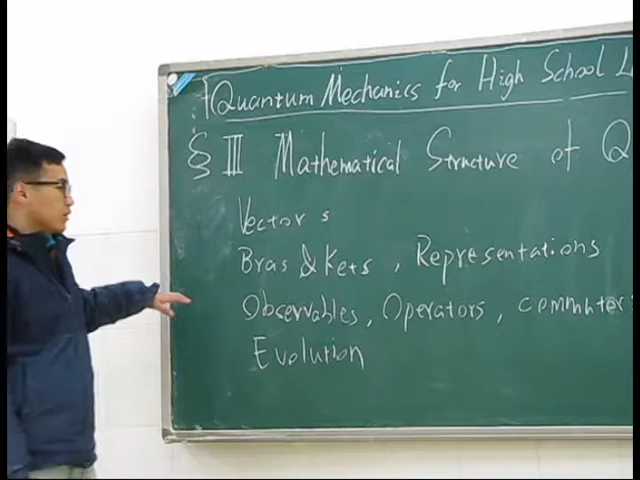 Quantum Mechanics for High School L
§ III Mathematical Structure of Q
Vectors
Bras & Kets, Representations
Observables, Operators, commuter
Evolution